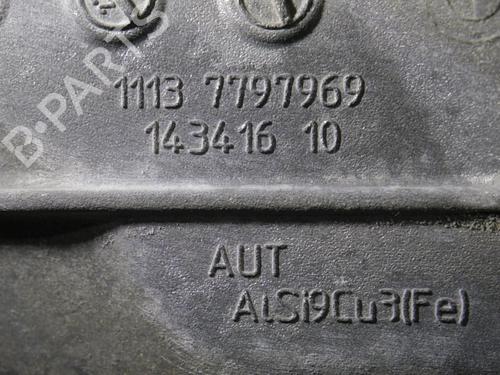 B-PARTS
1113 7797969
143416 10
AUT
AlSi9Cu3(Fe)